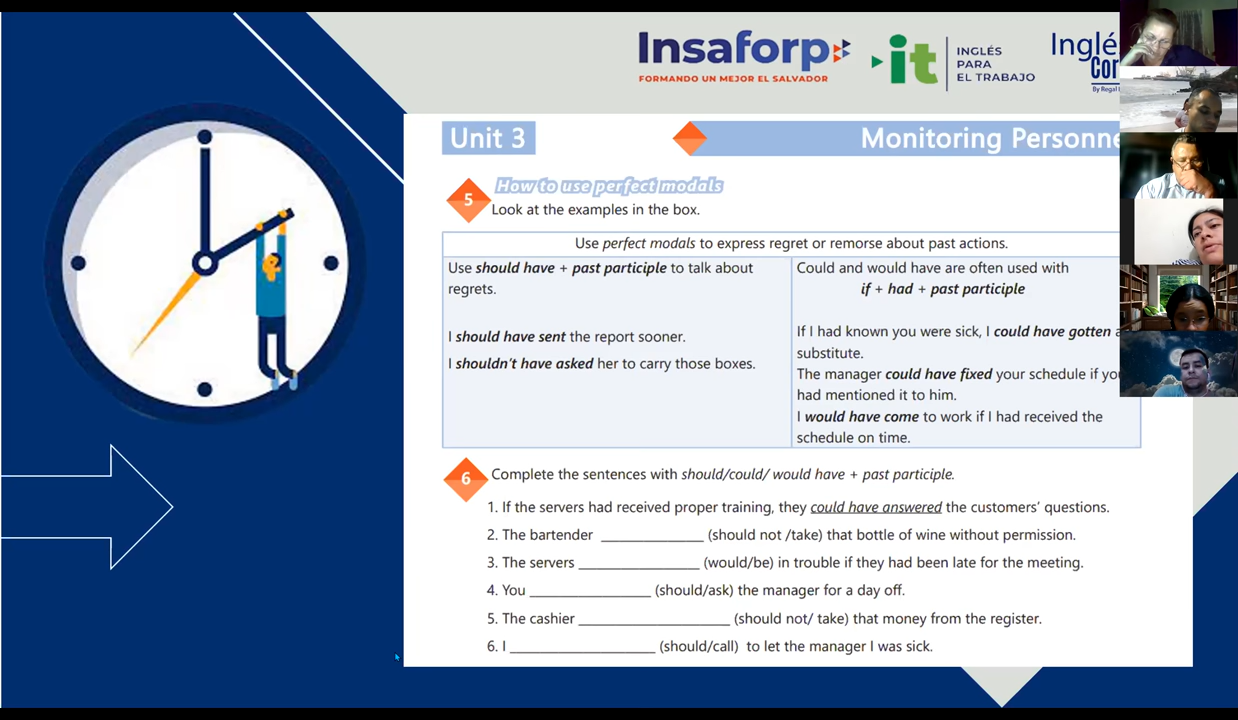 Insaforp
FORMANDO UN MEJOR EL SALVADOR
it
INGLÉS
PARA
EL TRABAJO
Unit 3
5
How to use perfect modals
Look at the examples in the box.
Use perfect modals to express regret or remorse about past actions.
Use should have + past participle to talk about
regrets.
I should have sent the report sooner.
I shouldn't have asked her to carry those boxes.
Could and would have are often used with
if + had + past participle
If I had known you were sick, I could have gotten
substitute.
The manager could have fixed your schedule if
had mentioned it to him.
I would have come to work if I had received the
schedule on time.
6
Complete the sentences with should/could/ would have + past participle.
1. If the servers had received proper training, they could have answered the customers' questions.
2. The bartender ____________ (should not /take) that bottle of wine without permission.
3. The servers ______________ (would/be) in trouble if they had been late for the meeting.
4. You ______________ (should/ask) the manager for a day off.
5. The cashier __________________ (should not/ take) that money from the register.
6. I _________________ (should/call) to let the manager I was sick.
Monitoring
By